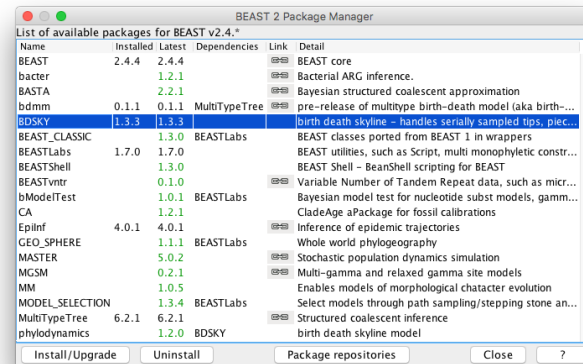 BEAST 2 Package Manager
List of available packages for BEAST v2.4.*
Name Installed Latest Dependencies Link Detail
BEAST 2.4.4 2.4.4 BEAST core
bacter 1.2.1 Bacterial ARG inference.
BASTA 2.2.1 Bayesian structured coalescent approximation
bdmm 0.1.1 0.1.1 MultiTypeTree pre-release of multitype birth-death model (aka birth-...
BDSKY 1.3.3 1.3.3 birth death skyline - handles serially sampled tips, piec...
BEAST_CLASSIC 1.3.0 BEASTLabs BEAST classes ported from BEAST 1 in wrappers
BEASTLabs 1.7.0 1.7.0 BEAST utilities, such as Script, multi monophyletic constr...
BEASTShell 1.3.0 BEAST Shell - BeanShell scripting for BEAST
BEASTvntr 0.1.0 Variable Number of Tandem Repeat data, such as micr...
bModelTest 1.0.1 BEASTLabs Bayesian model test for nucleotide subst models, gamm...
CA 1.2.1 CladeAge aPackage for fossil calibrations
EpiInf 4.0.1 4.0.1 Inference of epidemic trajectories
GEO_SPHERE 1.1.1 BEASTLabs Whole world phylogeography
MASTER 5.0.2 Stochastic population dynamics simulation
MGSM 0.2.1 Multi-gamma and relaxed gamma site models
MM 1.0.5 Enables models of morphological chatacter evolution
MODEL_SELECTION 1.3.4 BEASTLabs Select models through path sampling/stepping stone an...
MultiTypeTree 6.2.1 6.2.1 Structured coalescent inference
phylodynamics 1.2.0 BDSKY birth death skyline model
Install/Upgrade Uninstall Package repositories Close ?